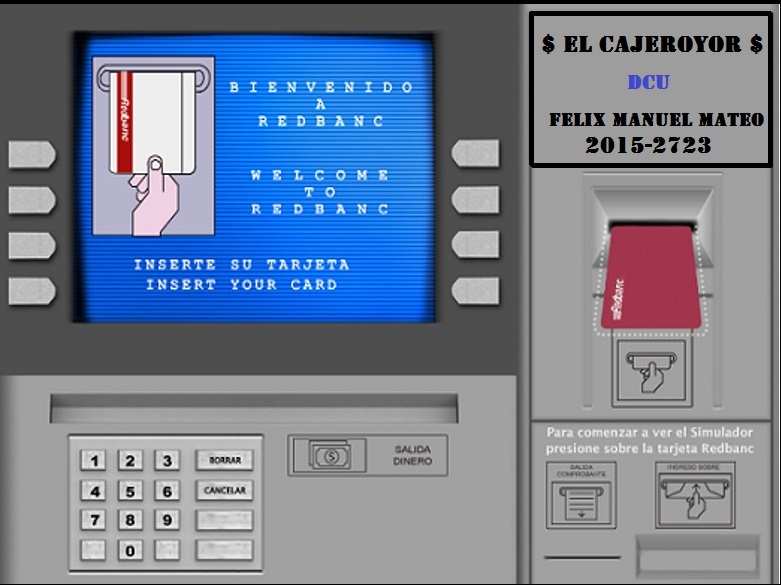 $ EL CAJEROYOR $
DCU
FELIX MANUEL MATEO
2015-2723
Redbanc
BIENVENIDO
A
REDBANC
WELCOME
TO
REDBANC
INSERTE SU TARJETA
INSERT YOUR CARD
Redbanc
Para comenzar a ver el Simulador
presione sobre la tarjeta Redbanc
SALIDA
DINERO
$
1 2 3 BORRAR
4 5 6 CANCELAR
7 8 9
0
SALIDA
COMPROBANTE
INGRESO SOBRE